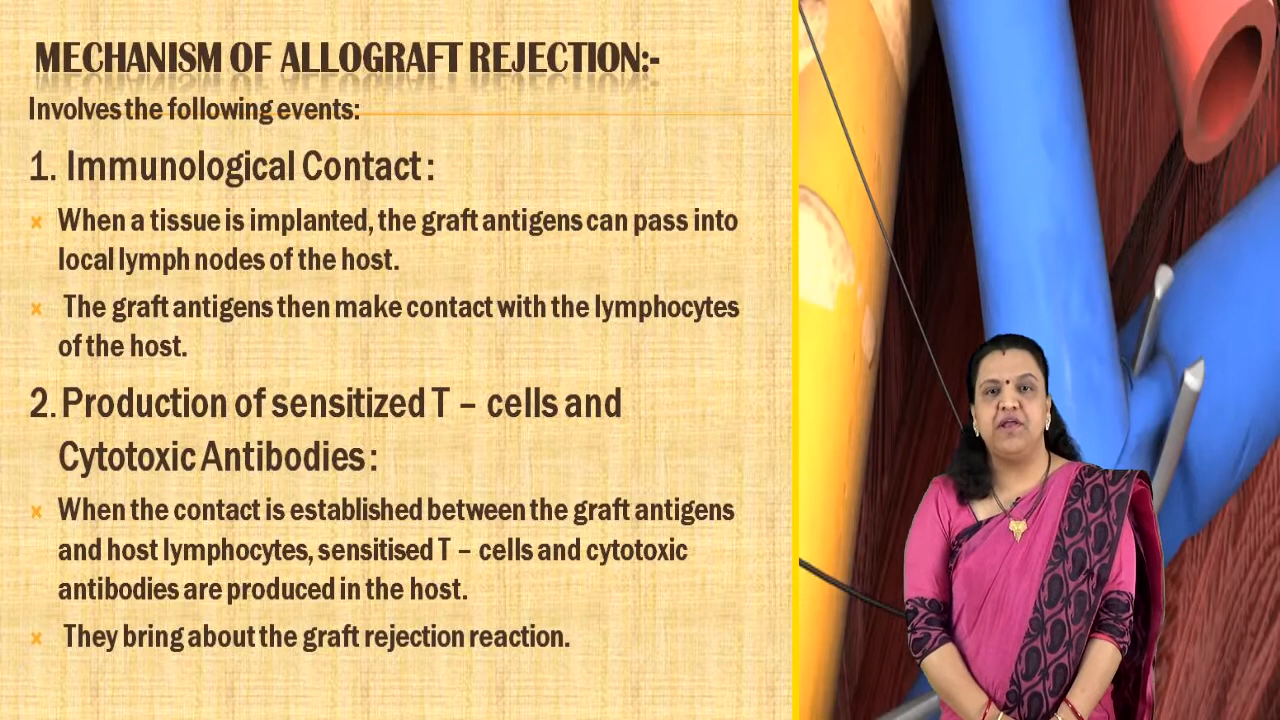 MECHANISM OF ALLOGRAFT REJECTION:-
Involves the following events:
1. Immunological Contact :
When a tissue is implanted, the graft antigens can pass into
local lymph nodes of the host.
The graft antigens then make contact with the lymphocytes
of the host.
2. Production of sensitized T – cells and
Cytotoxic Antibodies :
When the contact is established between the graft antigens
and host lymphocytes, sensitised T – cells and cytotoxic
antibodies are produced in the host.
They bring about the graft rejection reaction.